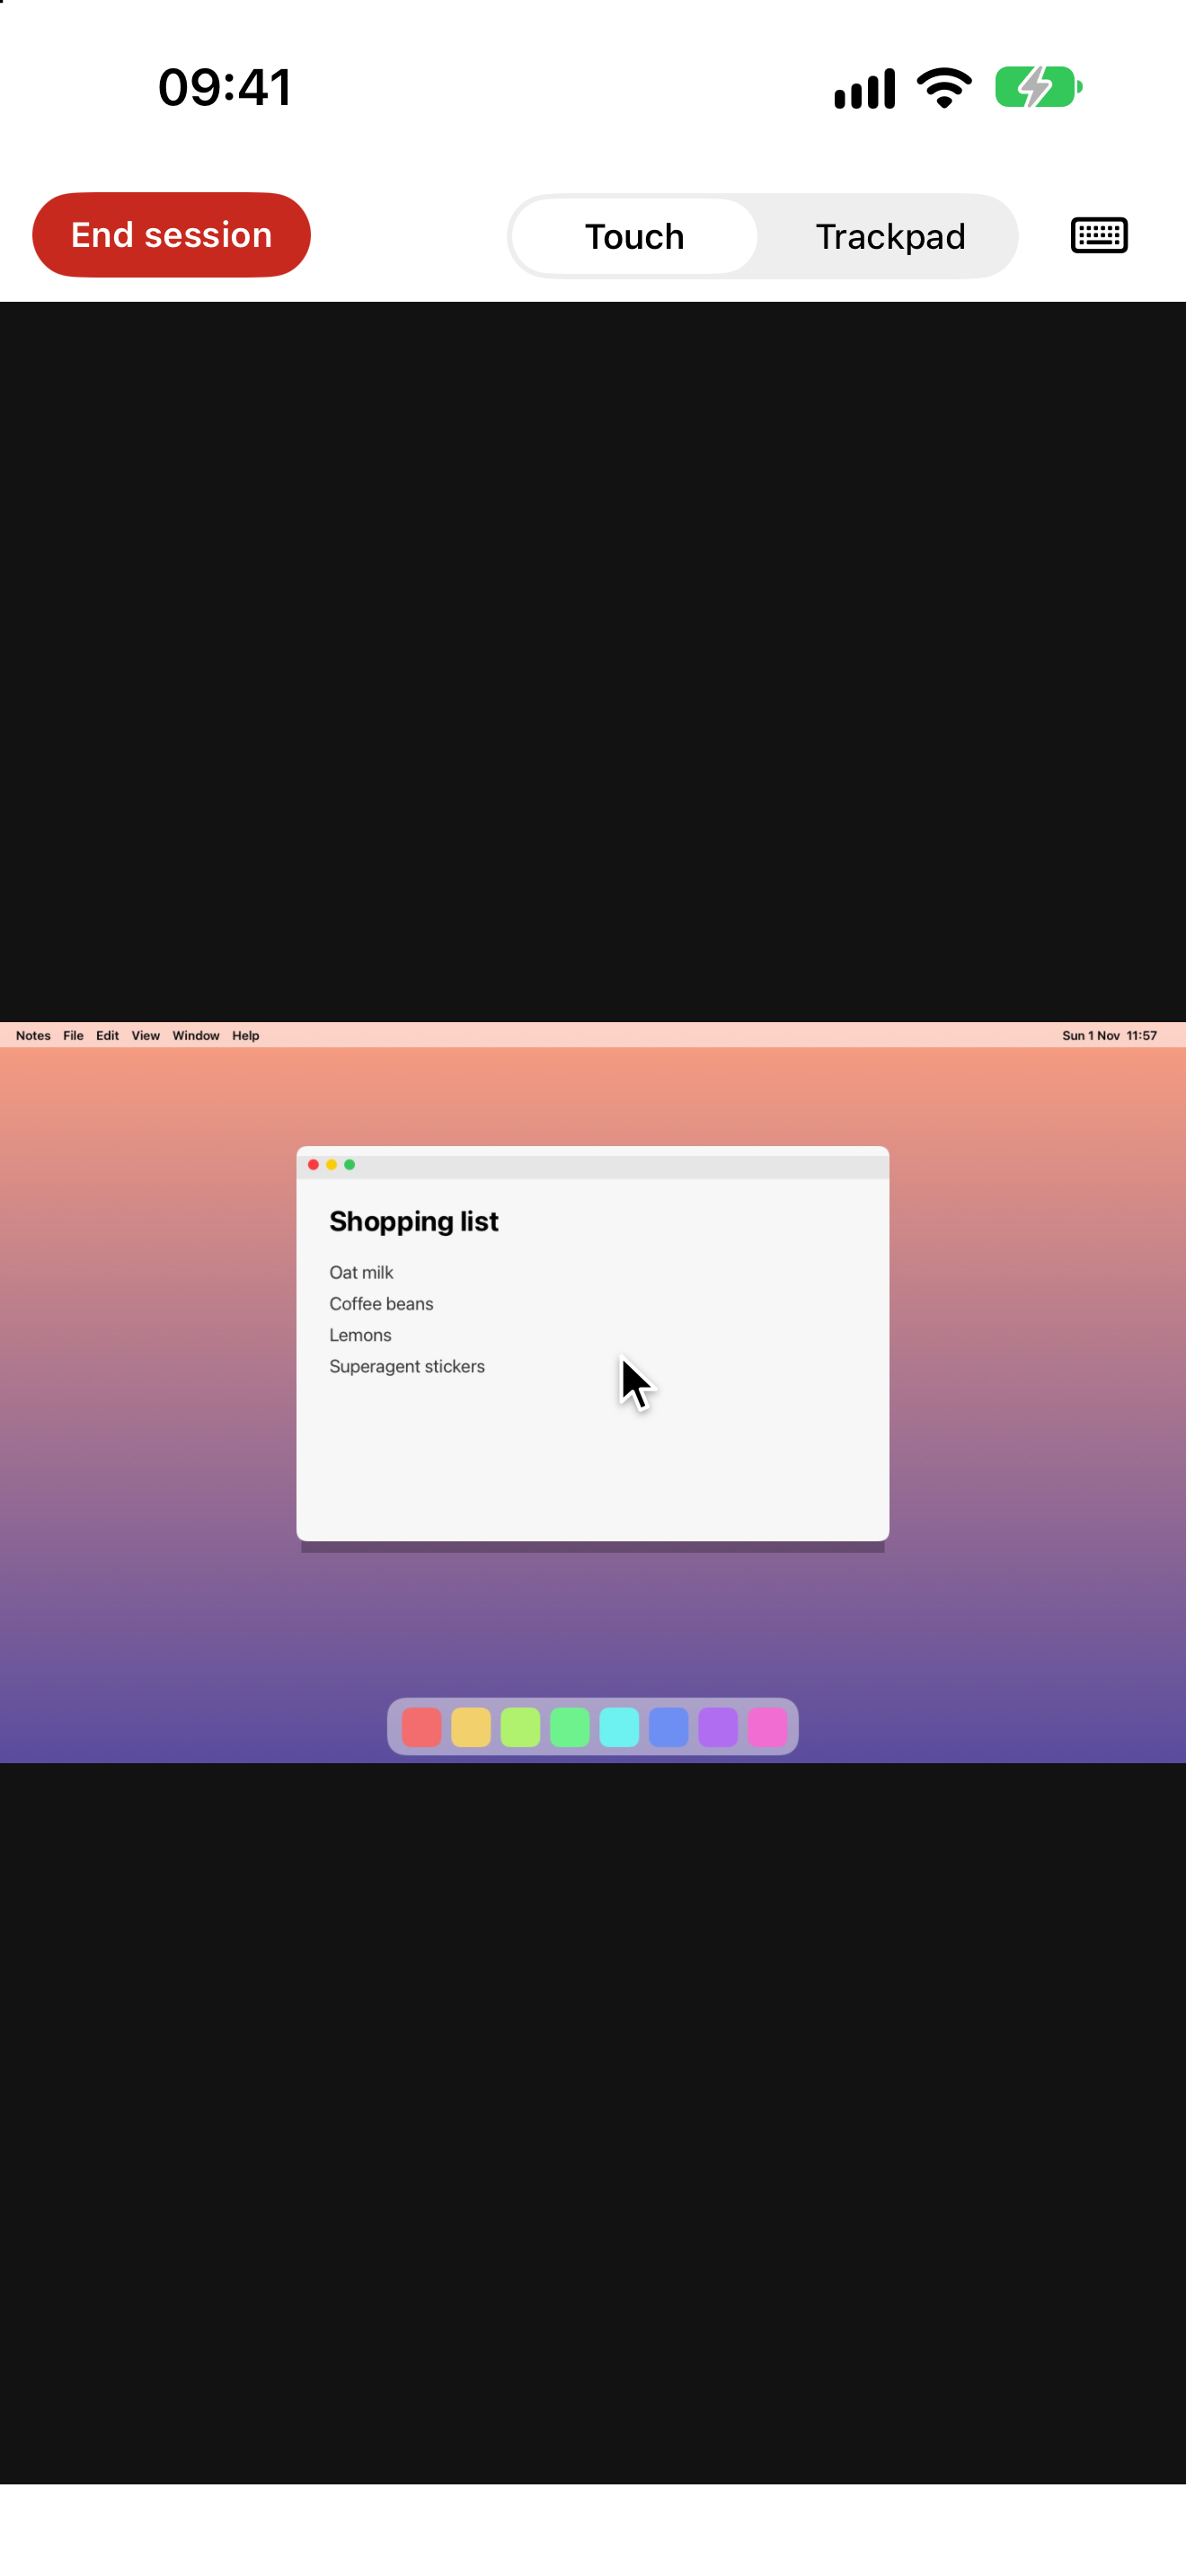 09:41
End session
Touch
Trackpad
Notes File Edit View Window Help
Sun 1 Nov 11:57
Shopping list
Oat milk
Coffee beans
Lemons
Superagent stickers